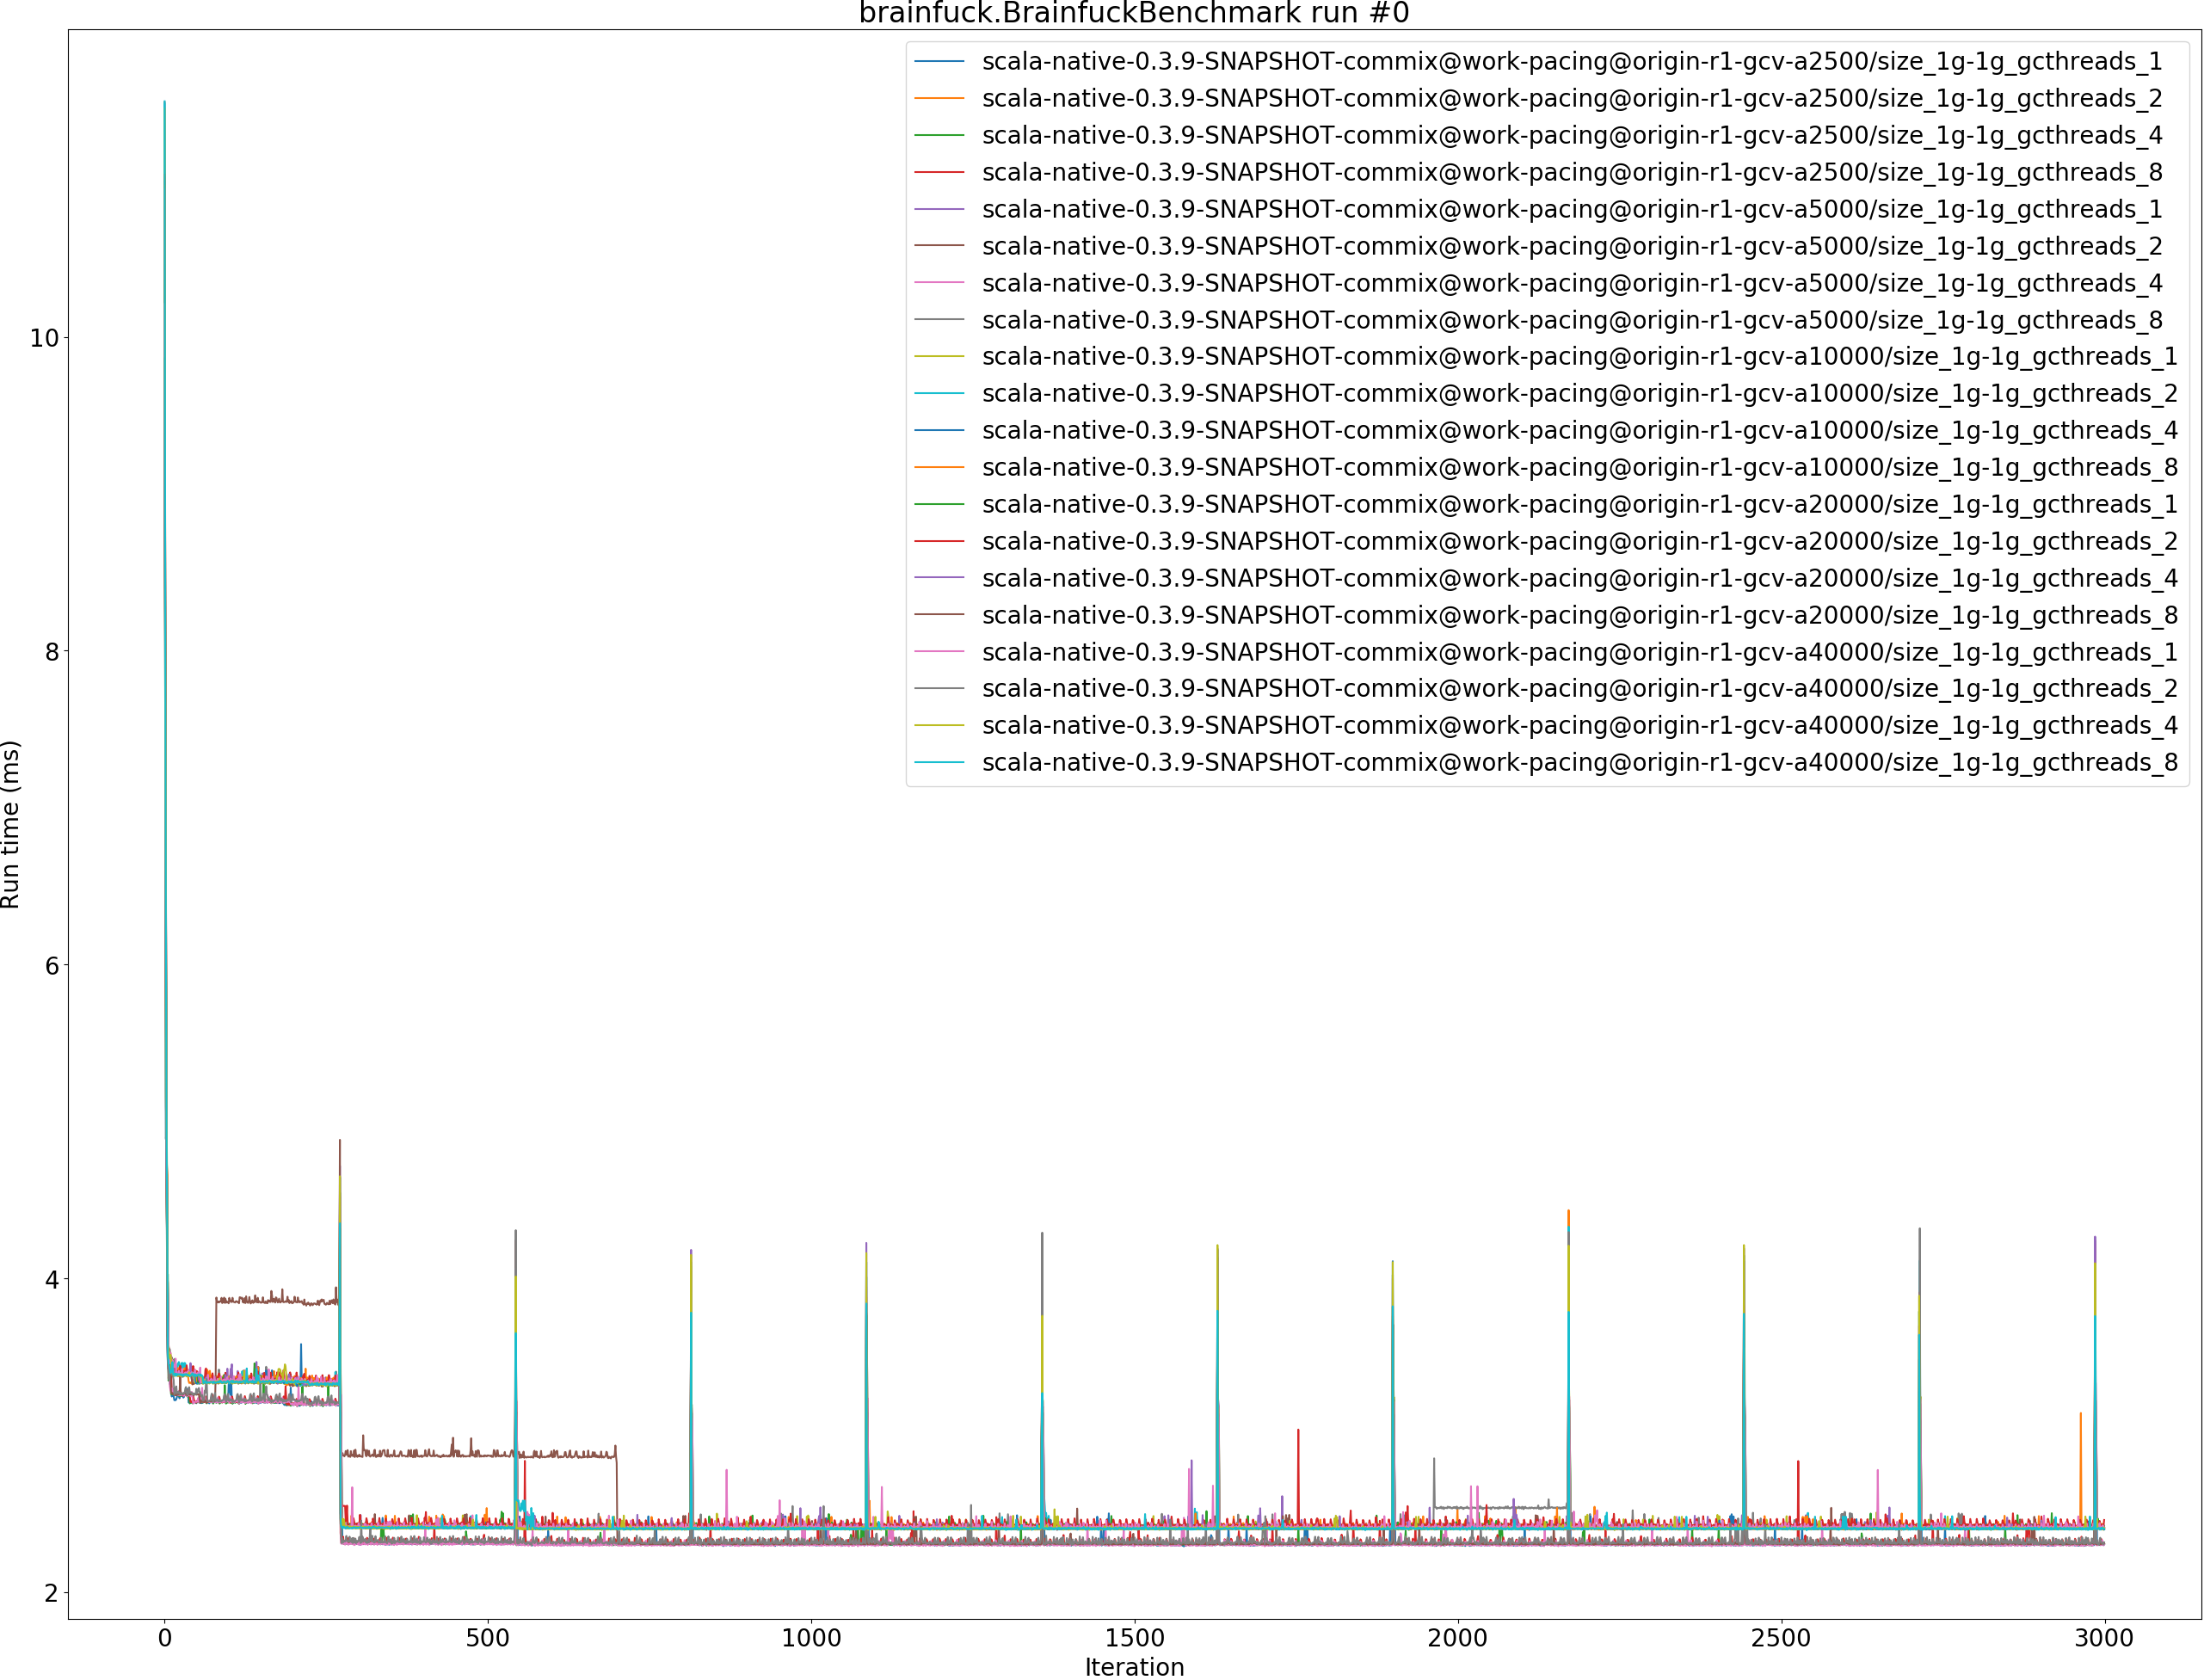 brainfuck.BrainfuckBenchmark run #0
scala-native-0.3.9-SNAPSHOT-commix@work-pacing@origin-r1-gcv-a2500/size_1g-1g_gcthreads_1
scala-native-0.3.9-SNAPSHOT-commix@work-pacing@origin-r1-gcv-a2500/size_1g-1g_gcthreads_2
scala-native-0.3.9-SNAPSHOT-commix@work-pacing@origin-r1-gcv-a2500/size_1g-1g_gcthreads_4
scala-native-0.3.9-SNAPSHOT-commix@work-pacing@origin-r1-gcv-a2500/size_1g-1g_gcthreads_8
scala-native-0.3.9-SNAPSHOT-commix@work-pacing@origin-r1-gcv-a5000/size_1g-1g_gcthreads_1
scala-native-0.3.9-SNAPSHOT-commix@work-pacing@origin-r1-gcv-a5000/size_1g-1g_gcthreads_2
scala-native-0.3.9-SNAPSHOT-commix@work-pacing@origin-r1-gcv-a5000/size_1g-1g_gcthreads_4
scala-native-0.3.9-SNAPSHOT-commix@work-pacing@origin-r1-gcv-a5000/size_1g-1g_gcthreads_8
scala-native-0.3.9-SNAPSHOT-commix@work-pacing@origin-r1-gcv-a10000/size_1g-1g_gcthreads_1
scala-native-0.3.9-SNAPSHOT-commix@work-pacing@origin-r1-gcv-a10000/size_1g-1g_gcthreads_2
scala-native-0.3.9-SNAPSHOT-commix@work-pacing@origin-r1-gcv-a10000/size_1g-1g_gcthreads_4
scala-native-0.3.9-SNAPSHOT-commix@work-pacing@origin-r1-gcv-a10000/size_1g-1g_gcthreads_8
scala-native-0.3.9-SNAPSHOT-commix@work-pacing@origin-r1-gcv-a20000/size_1g-1g_gcthreads_1
scala-native-0.3.9-SNAPSHOT-commix@work-pacing@origin-r1-gcv-a20000/size_1g-1g_gcthreads_2
scala-native-0.3.9-SNAPSHOT-commix@work-pacing@origin-r1-gcv-a20000/size_1g-1g_gcthreads_4
scala-native-0.3.9-SNAPSHOT-commix@work-pacing@origin-r1-gcv-a20000/size_1g-1g_gcthreads_8
scala-native-0.3.9-SNAPSHOT-commix@work-pacing@origin-r1-gcv-a40000/size_1g-1g_gcthreads_1
scala-native-0.3.9-SNAPSHOT-commix@work-pacing@origin-r1-gcv-a40000/size_1g-1g_gcthreads_2
scala-native-0.3.9-SNAPSHOT-commix@work-pacing@origin-r1-gcv-a40000/size_1g-1g_gcthreads_4
scala-native-0.3.9-SNAPSHOT-commix@work-pacing@origin-r1-gcv-a40000/size_1g-1g_gcthreads_8
Run time (ms)
10
8
6
4
2
0 500 1000 1500 2000 2500 3000
Iteration